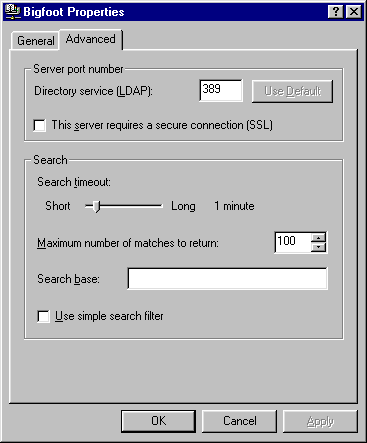 Bigfoot Properties
General Advanced
Server port number
Directory service (LDAP): 389 Use Default
This server requires a secure connection (SSL)
Search
Search timeout:
Short Long 1 minute
Maximum number of matches to return: 100
Search base:
Use simple search filter
OK Cancel Apply